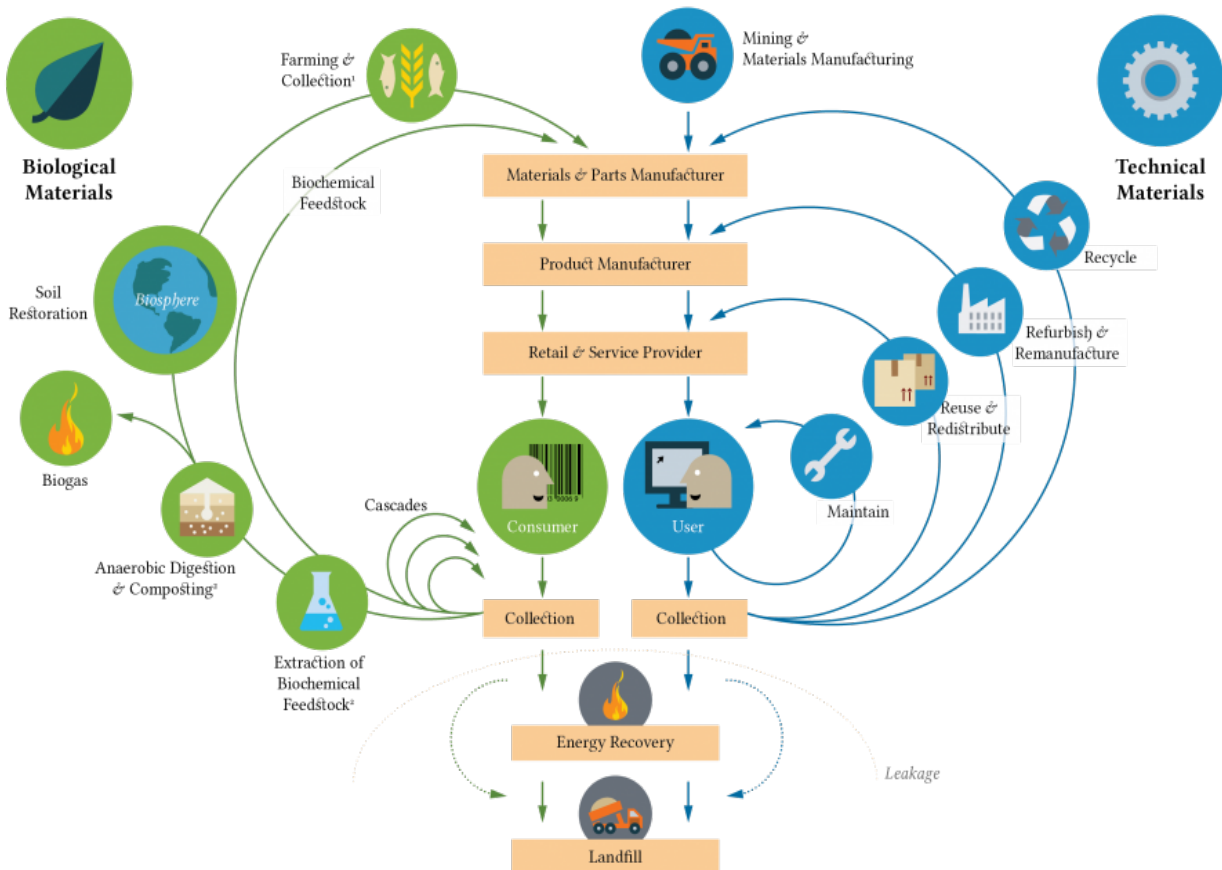 Farming &
Collection¹
Mining &
Materials Manufacturing
Biological
Materials
Technical
Materials
Biochemical
Feedstock
Materials & Parts Manufacturer
Recycle
Product Manufacturer
Soil
Restoration
Biosphere
Refurbish &
Remanufacture
Retail & Service Provider
Reuse &
Redistribute
Biogas
Cascades
Consumer
User
Maintain
Anaerobic Digestion
& Composting²
Collection
Collection
Extraction of
Biochemical
Feedstock²
Energy Recovery
Leakage
Landfill